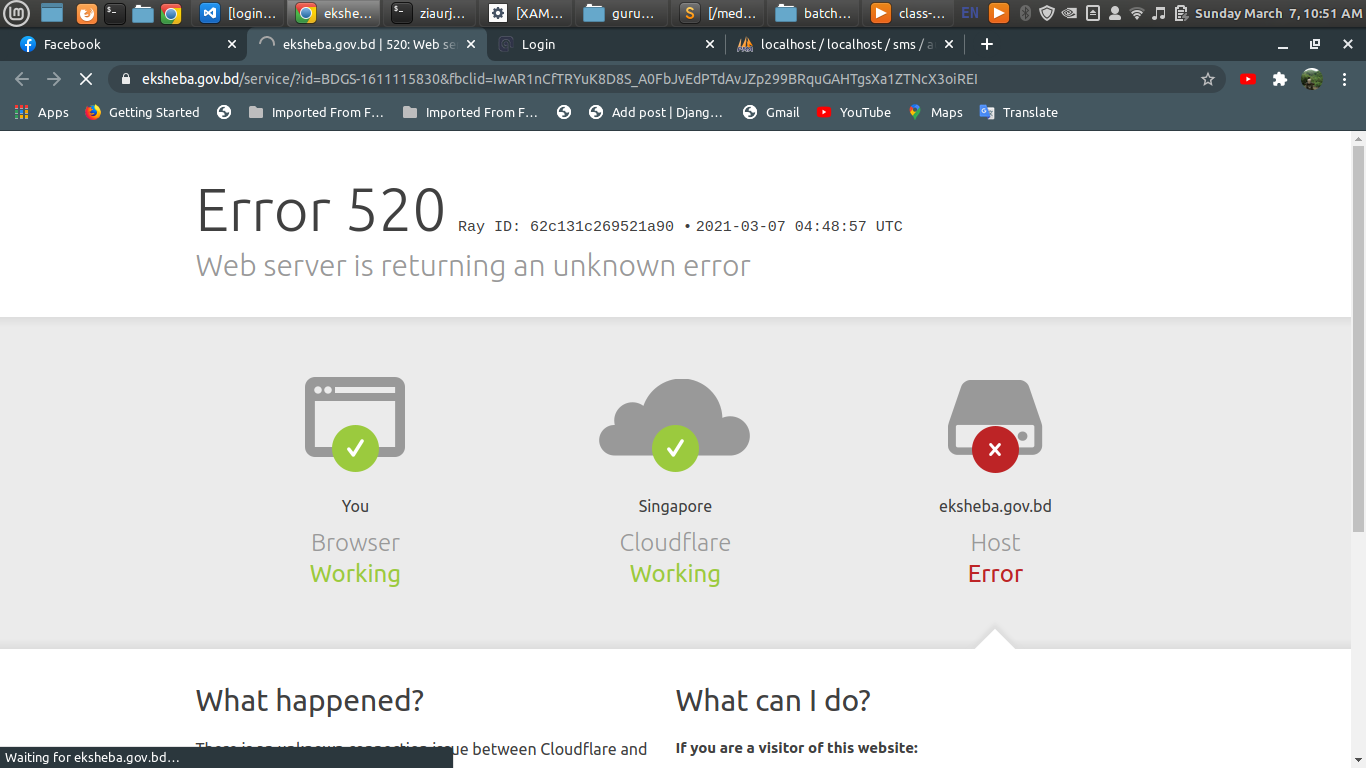 [login...
ekshe...
ziaurj...
[XAM...
guru...
[/med...
batch...
class-...
EN
Sunday March 7, 10:51 AM
Facebook
eksheba.gov.bd | 520: Web se
Login
localhost / localhost / sms / a
eksheba.gov.bd/service/?id=BDGS-1611115830&fbclid=IwAR1nCfTRYuK8D8S_A0FbJvEdPTdAvJZp299BRquGAHTgsXa1ZTNcX3oiREI
Apps
Getting Started
Imported From F...
Imported From F...
Add post | Djang...
Gmail
YouTube
Maps
Translate
Error 520 Ray ID: 62c131c269521a90 • 2021-03-07 04:48:57 UTC
Web server is returning an unknown error
You
Browser
Working
Singapore
Cloudflare
Working
eksheba.gov.bd
Host
Error
What happened?
There is an unknown connection issue between Cloudflare and
What can I do?
If you are a visitor of this website:
Waiting for eksheba.gov.bd...